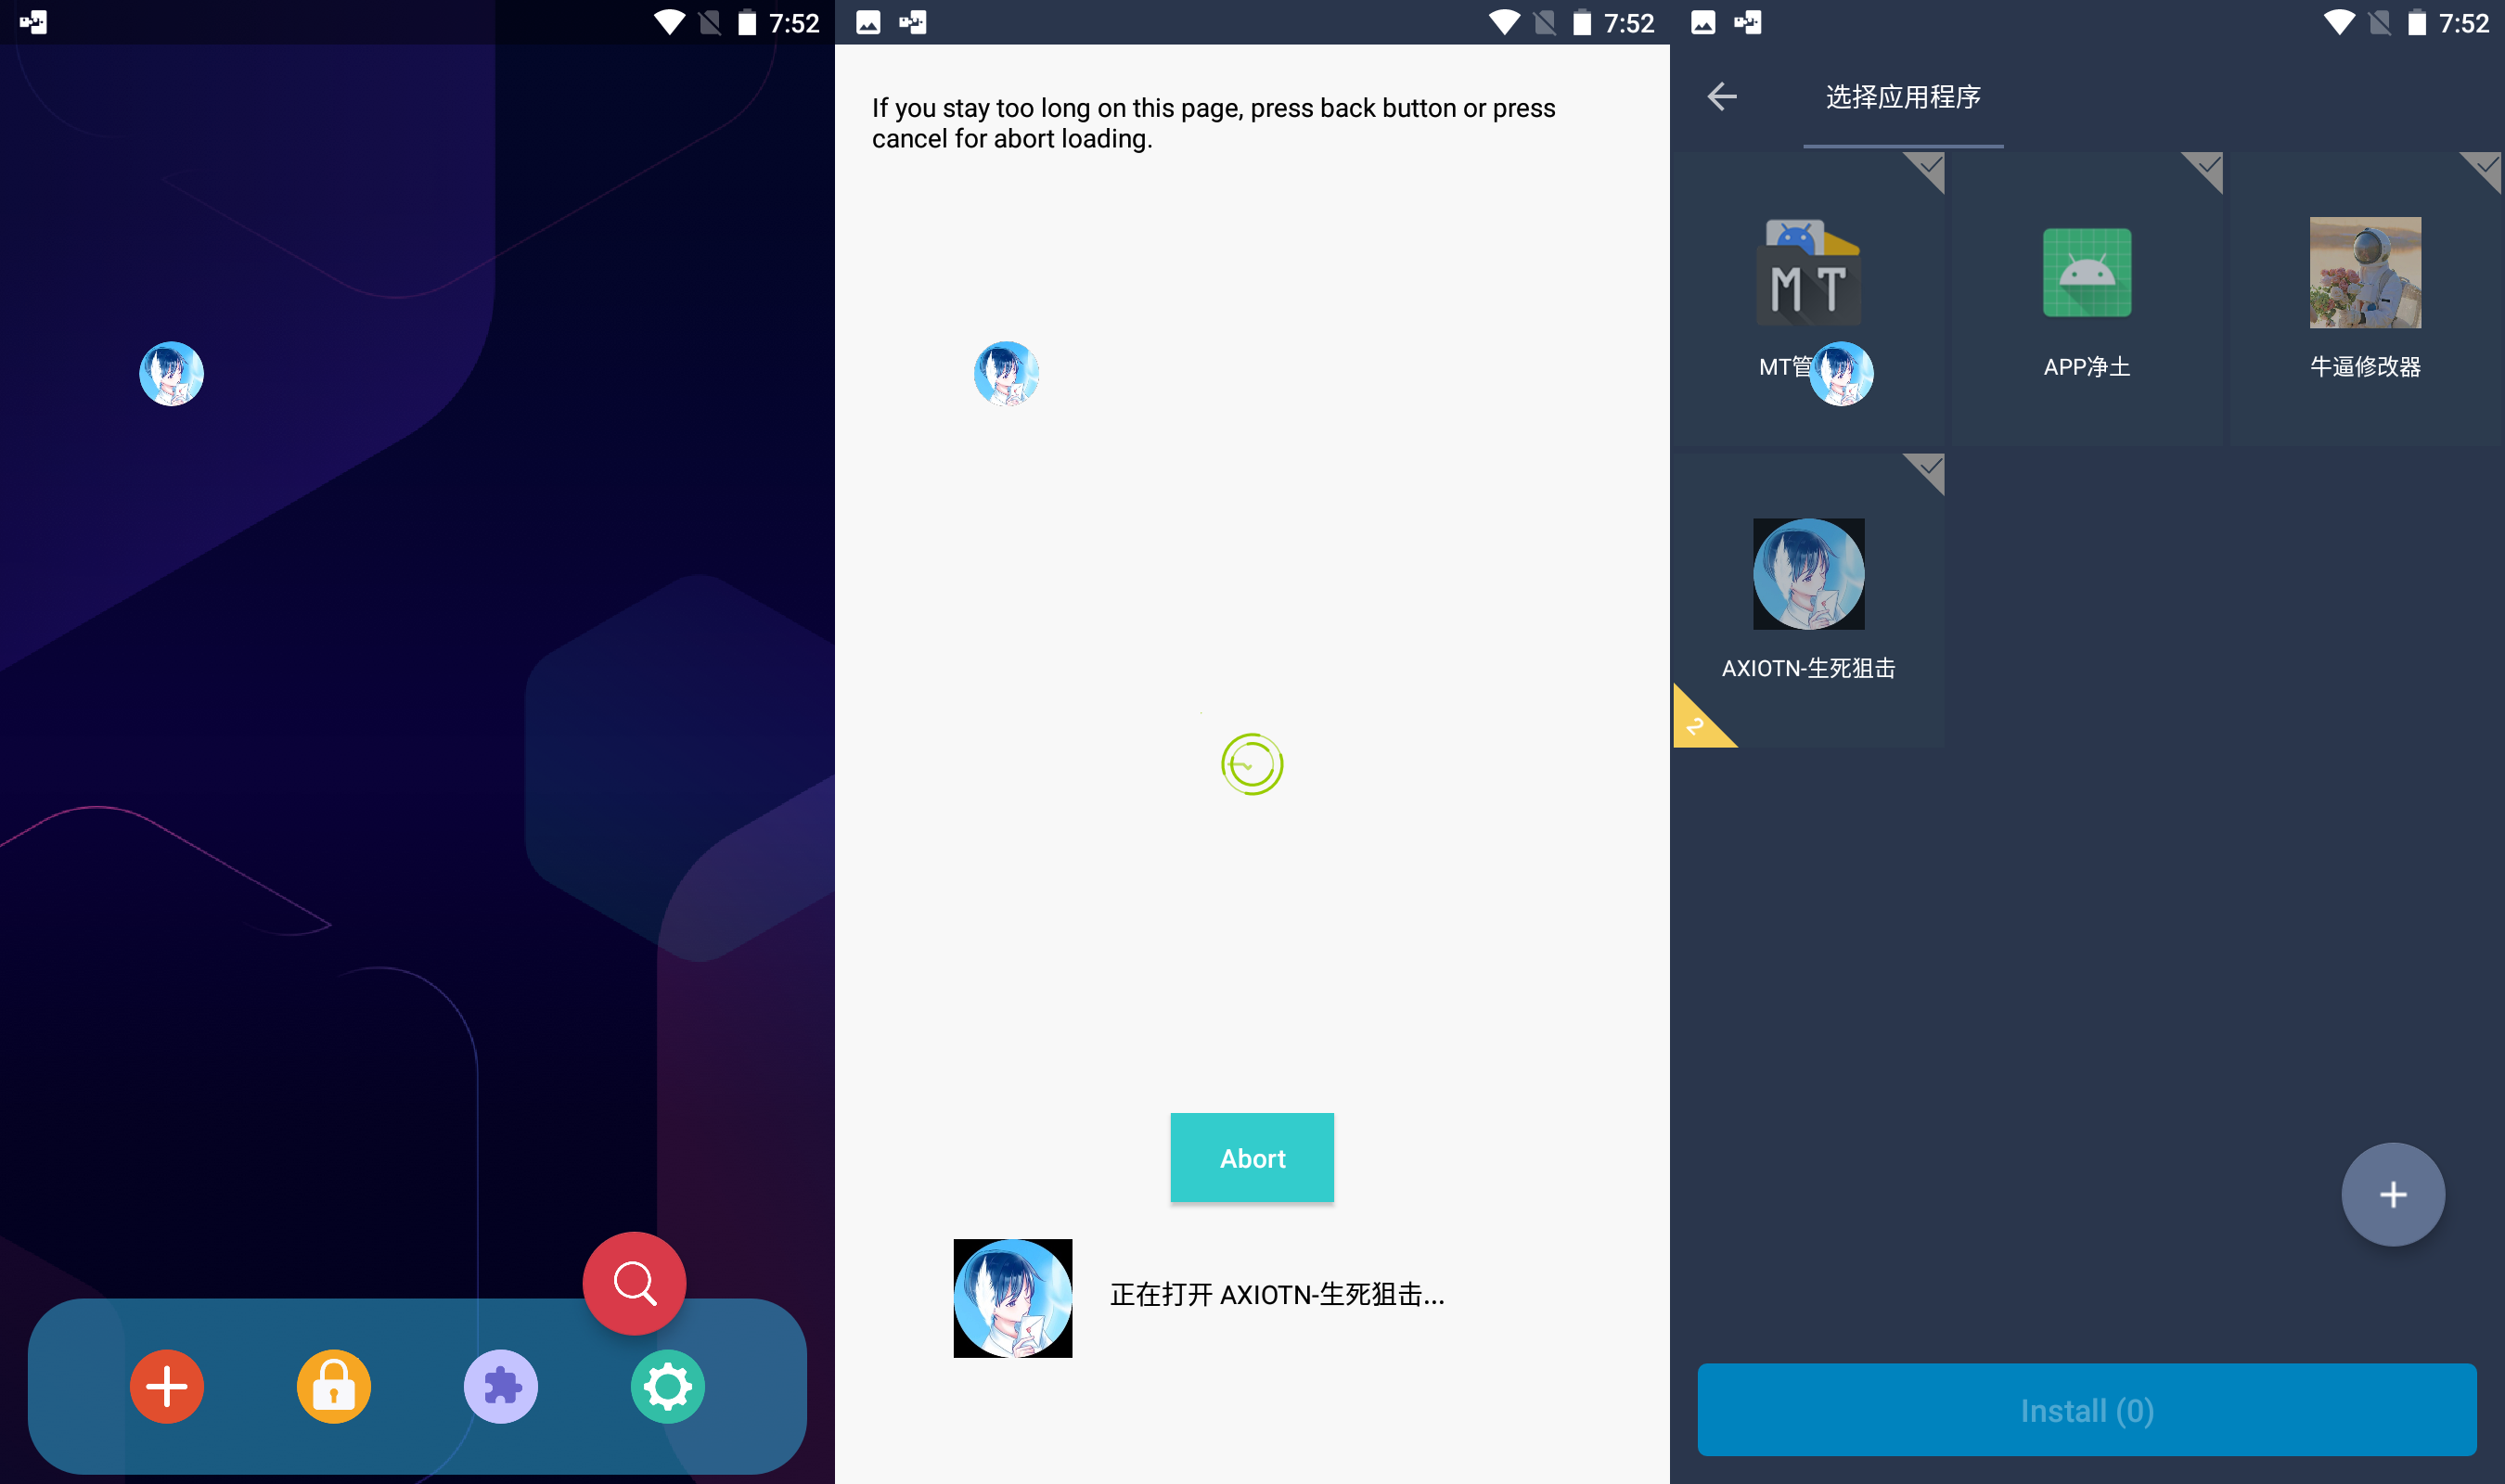 7:52
7:52
If you stay too long on this page, press back button or press
cancel for abort loading.
Abort
正在打开 AXIOTN-生死狙击...
7:52
选择应用程序
MT
MT管
APP净土
牛逼修改器
AXIOTN-生死狙击
2
Install (0)